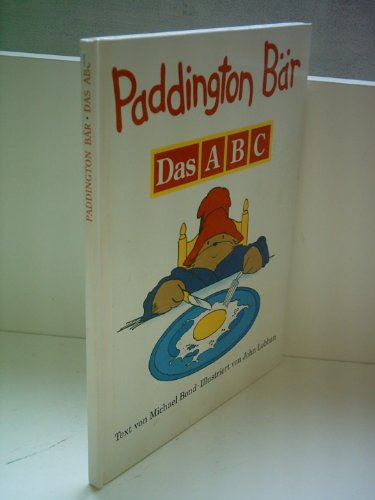 PADDINGTON BÄR · DAS ABC
Paddington Bär
Das A B C
Text von Michael Bond · Illustriert von John Lobban